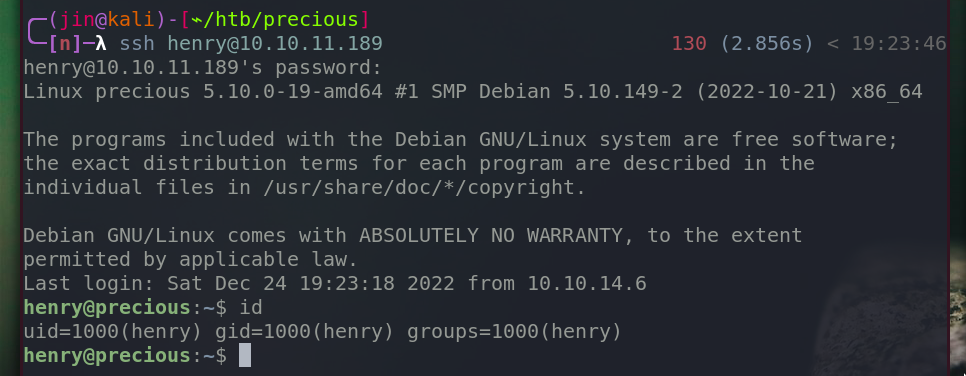 ╭─(jin@kali)-[~/htb/precious]
╰─[n]─λ ssh henry@10.10.11.189 130 (2.856s) < 19:23:46
henry@10.10.11.189's password:
Linux precious 5.10.0-19-amd64 #1 SMP Debian 5.10.149-2 (2022-10-21) x86_64
The programs included with the Debian GNU/Linux system are free software;
the exact distribution terms for each program are described in the
individual files in /usr/share/doc/*/copyright.
Debian GNU/Linux comes with ABSOLUTELY NO WARRANTY, to the extent
permitted by applicable law.
Last login: Sat Dec 24 19:23:18 2022 from 10.10.14.6
henry@precious:~$ id
uid=1000(henry) gid=1000(henry) groups=1000(henry)
henry@precious:~$